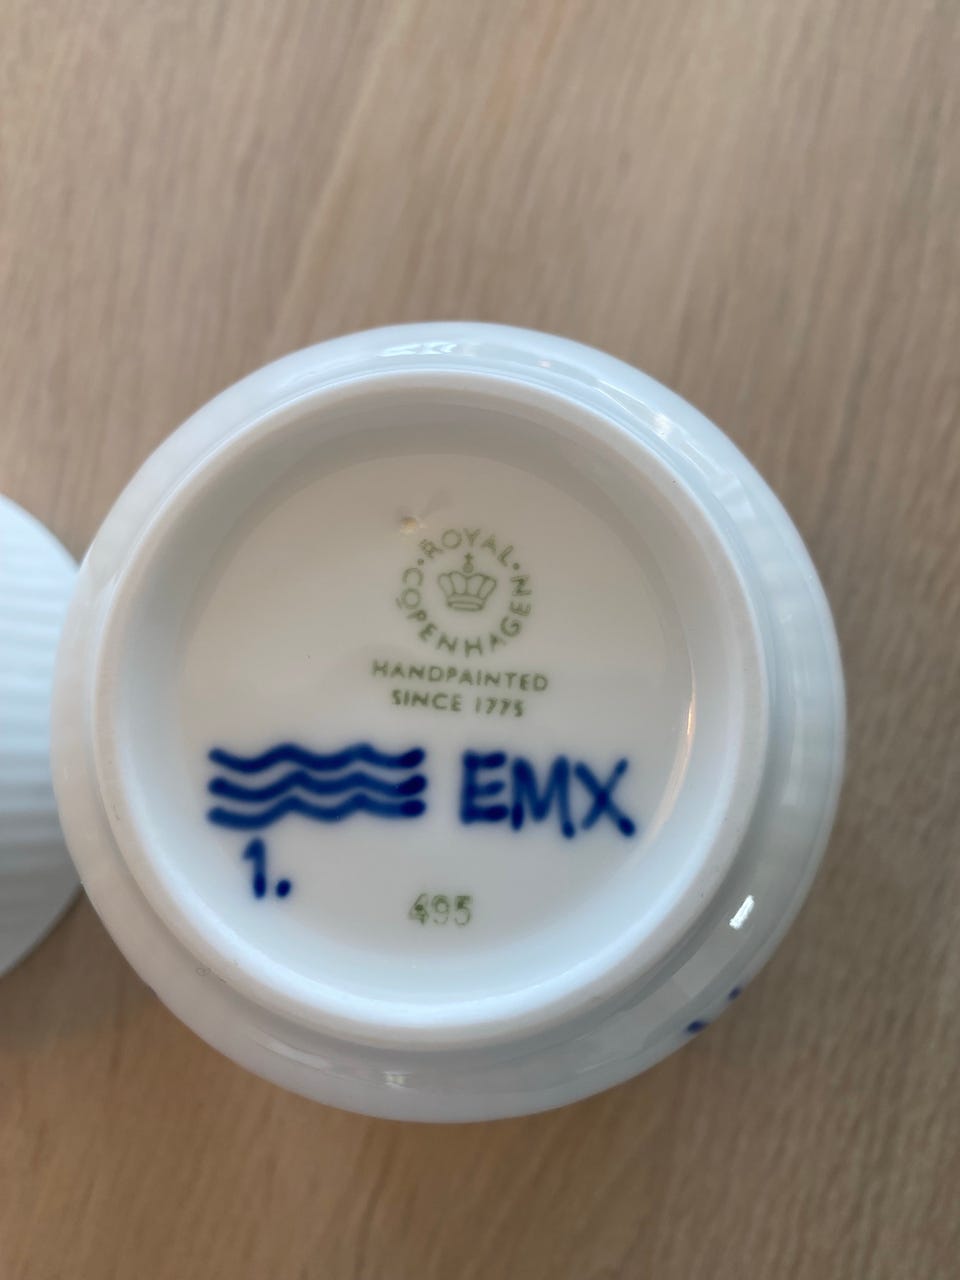 ROYAL
COPENHAGEN
HANDPAINTED
SINCE 1775
EMX
1.
495